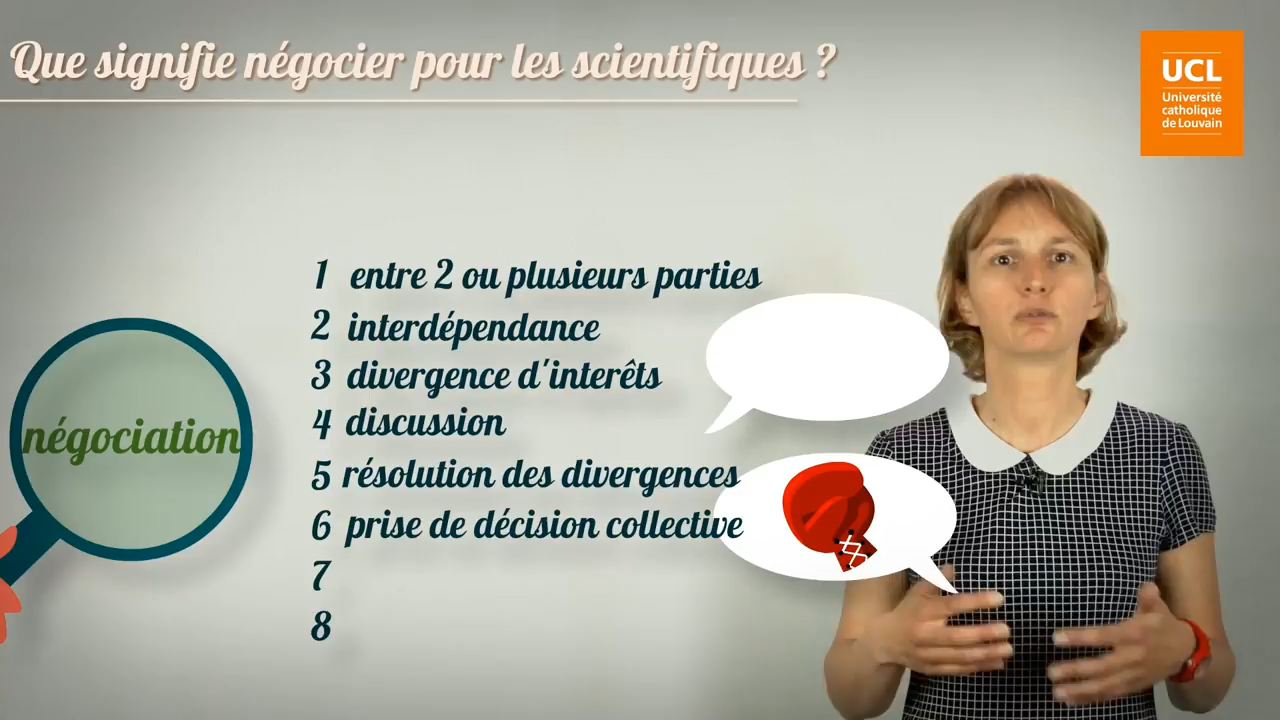 Que signifie négocier pour les scientifiques ?
UCL
Université
catholique
de Louvain
négociation
1 entre 2 ou plusieurs parties
2 interdépendance
3 divergence d'interêts
4 discussion
5 résolution des divergences
6 prise de décision collective
7
8